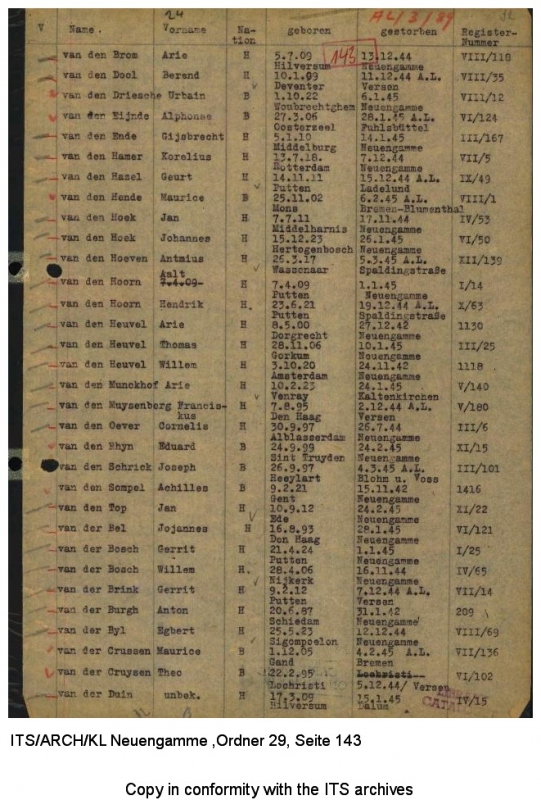 24
AL/3/89
V Name. Vorname Na- geboren gestorben Register-
tion Nummer
143
van den Brom Arie H 5.7.09 13.12.44 VIII/118
Hilversum Neuengamme
van den Dool Berend H 10.1.99 11.12.44 A.L. VIII/35
Deventer Versen
van den Driesche Urbain B 1.10.22 6.1.45 VIII/12
Woubrechtghem Neuengamme
van den Eijnde Alphonse B 27.3.06 28.1.45 A.L. VI/124
Oosterzeel Fuhlsbüttel
van den Ende Gijsbrecht H 5.1.10 14.1.45 III/167
Middelburg Neuengamme
van den Hamer Korelius H 13.7.18. 7.12.44 VII/5
Rotterdam Neuengamme
van den Hazel Geurt H 14.11.11 15.12.44 A.L. IX/49
Putten Ladelund
van den Hende Maurice B 25.11.02 6.2.45 A.L. VIII/1
Mons Bremen-Blumenthal
van den Hoek Jan H 7.7.11 17.11.44 IV/53
Middelharnis Neuengamme
van den Hoek Johannes H 15.12.23 26.1.45 VI/50
Hertogenbosch Neuengamme
van den Hoeven Antmius H 26.3.17 5.3.45 A.L. XII/139
Wassenaar Spaldingstraße
Aalt
van den Hoorn 7.4.09- H 7.4.09 1.1.45 I/14
Putten Neuengamme
van den Hoorn Hendrik H. 23.6.21 19.12.44 A.L. X/63
Putten Spaldingstraße
van den Heuvel Arie H 8.5.00 27.12.42 1130
Dorgrecht Neuengamme
van den Heuvel Thomas H 28.11.06 10.1.45 III/25
Gorkum Neuengamme
van den Heuvel Willem H 3.10.20 24.11.42 1118
Amsterdam Neuengamme
van den Munckhof Arie H 10.2.23 24.1.45 V/140
Venray Kaltenkirchen
van den Muysenberg Francis- H 7.8.95 2.12.44 A.L. V/180
kus Den Haag Versen
van den Oever Cornelis H 30.9.97 26.7.44 III/6
Alblasserdam Neuengamme
van den Rhyn Eduard B 24.9.99 24.2.45 XI/15
Sint Truyden Neuengamme
van den Schrick Joseph B 26.9.97 4.3.45 A.L. III/101
Heeylart Blohm u. Voss
van den Sompel Achilles B 9.2.21 15.11.42 1416
Gent Neuengamme
van den Top Jan H 10.9.12 24.2.45 XI/22
Ede Neuengamme
van der Bel Jojannes H 16.8.93 28.1.45 VI/121
Den Haag Neuengamme
van der Bosch Gerrit H 21.4.24 1.1.45 I/25
Putten Neuengamme
van der Bosch Willem H. 28.4.06 16.11.44 IV/65
Nijkerk Neuengamme
van der Brink Gerrit H 9.2.12 7.12.44 A.L. VII/14
Putten Versen
van der Burgh Anton H 20.6.87 31.1.42 209
Schiedam Neuengamme
van der Byl Egbert H 25.5.23 12.12.44 VIII/69
Sigompoelon Neuengamme
van der Crussen Maurice B 1.12.05 4.2.45 A.L. VII/136
Gand Bremen
van der Cruysen Theo B 22.2.95 Lochristi-- VI/102
Lochristi 5.12.44/ Versen
van der Duin unbek. H 17.3.09 15.1.45 IV/15
Hilversum Dalum
ITS/ARCH/KL Neuengamme ,Ordner 29, Seite 143
Copy in conformity with the ITS archives